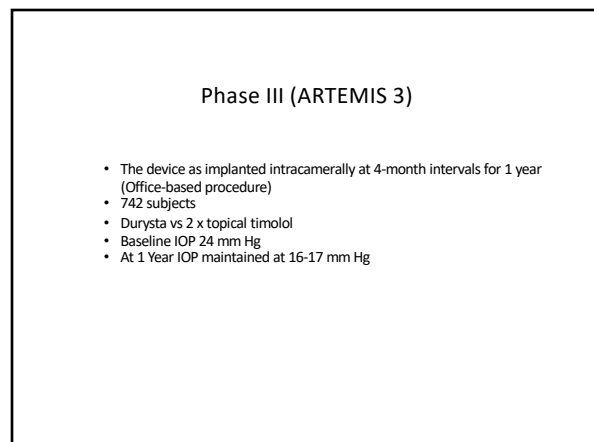 Phase III (ARTEMIS 3)
• The device as implanted intracamerally at 4-month intervals for 1 year
(Office-based procedure)
• 742 subjects
• Durysta vs 2 x topical timolol
• Baseline IOP 24 mm Hg
• At 1 Year IOP maintained at 16-17 mm Hg